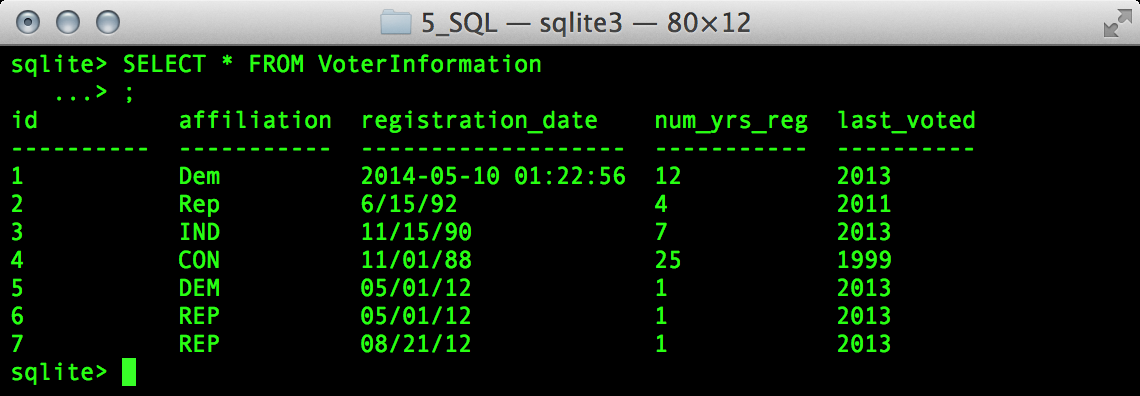 5_SQL — sqlite3 — 80×12
sqlite> SELECT * FROM VoterInformation
   ...> ;
id          affiliation  registration_date    num_yrs_reg  last_voted
----------  -----------  -------------------  -----------  ----------
1           Dem          2014-05-10 01:22:56  12           2013
2           Rep          6/15/92              4            2011
3           IND          11/15/90             7            2013
4           CON          11/01/88             25           1999
5           DEM          05/01/12             1            2013
6           REP          05/01/12             1            2013
7           REP          08/21/12             1            2013
sqlite>